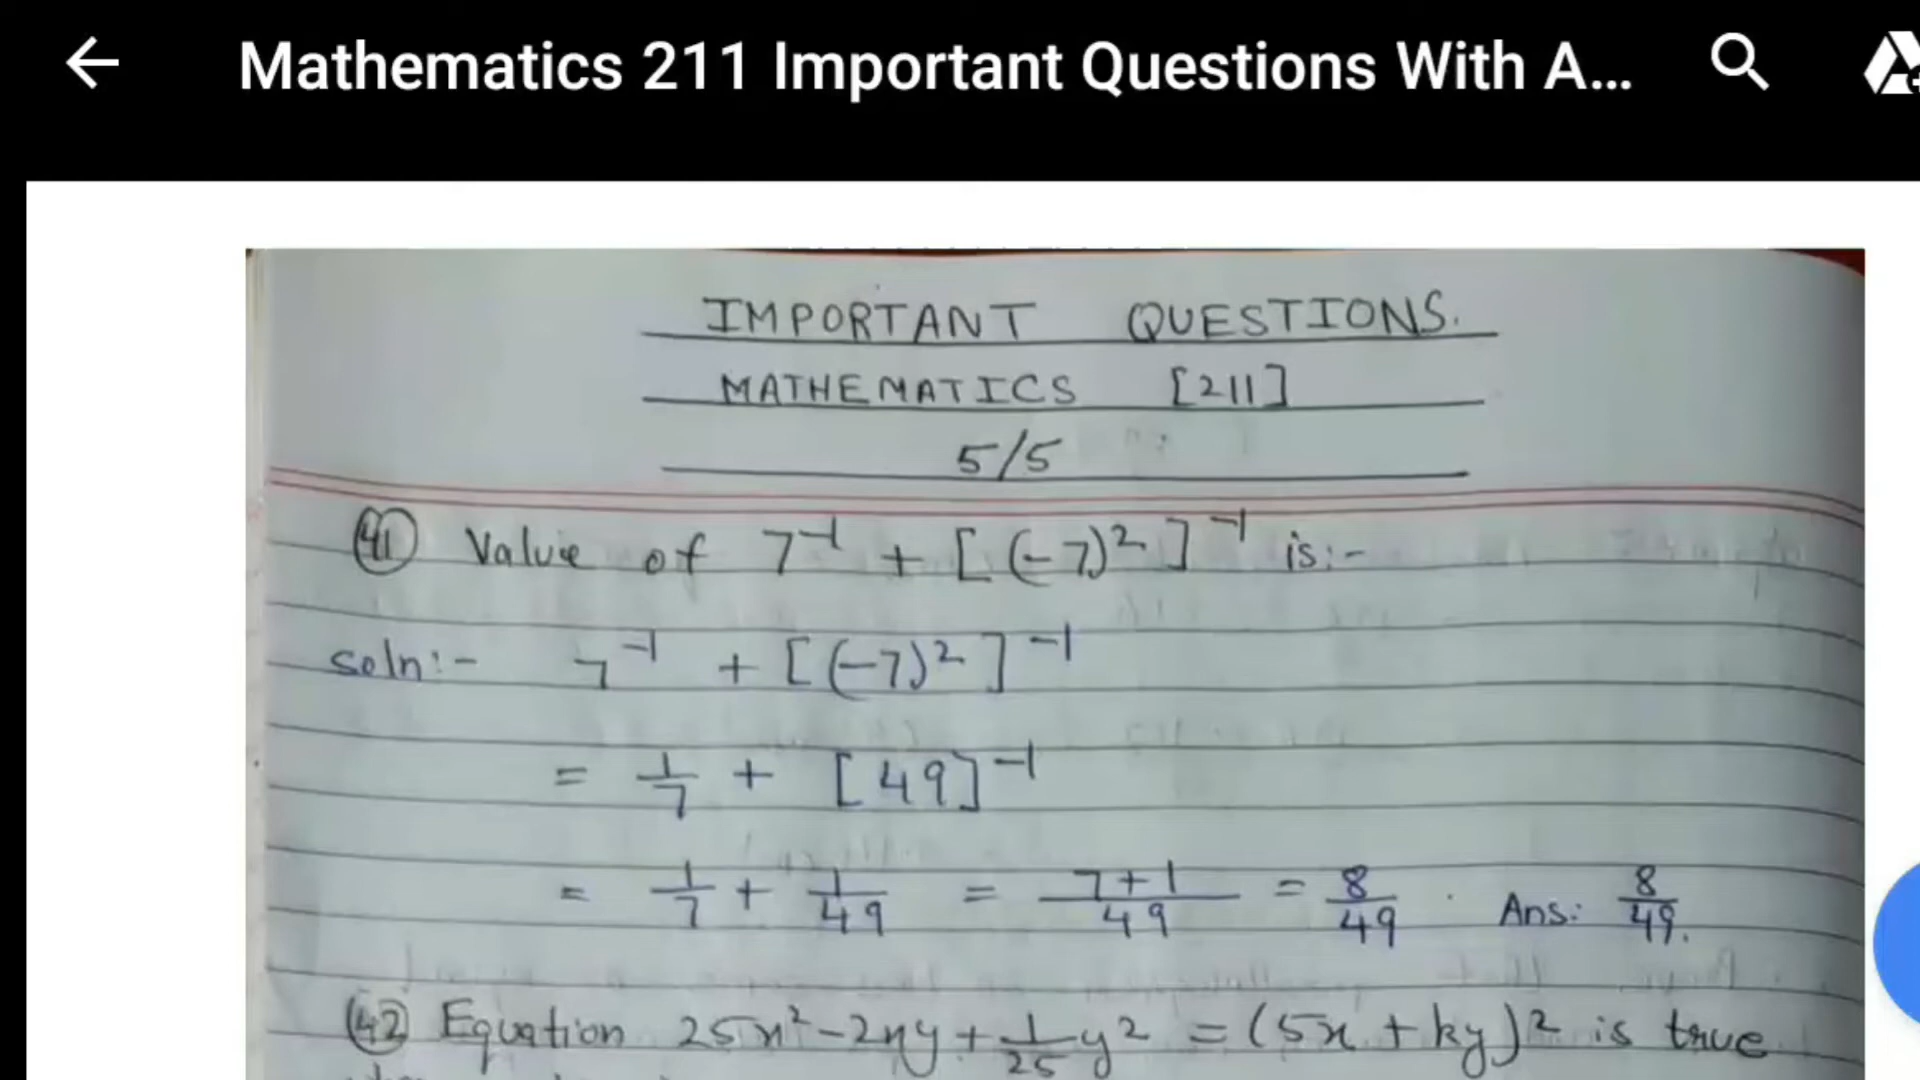 Mathematics 211 Important Questions With A...
IMPORTANT QUESTIONS.
MATHEMATICS [211]
5/5
(41) Value of 7⁻¹ + [(-7)²]⁻¹ is:-
soln:- 7⁻¹ + [(-7)²]⁻¹
= 1/7 + [49]⁻¹
= 1/7 + 1/49 = 7+1/49 = 8/49 . Ans: 8/49.
(42) Equation 25x² - 2xy + 1/25 y² = (5x + ky)² is true